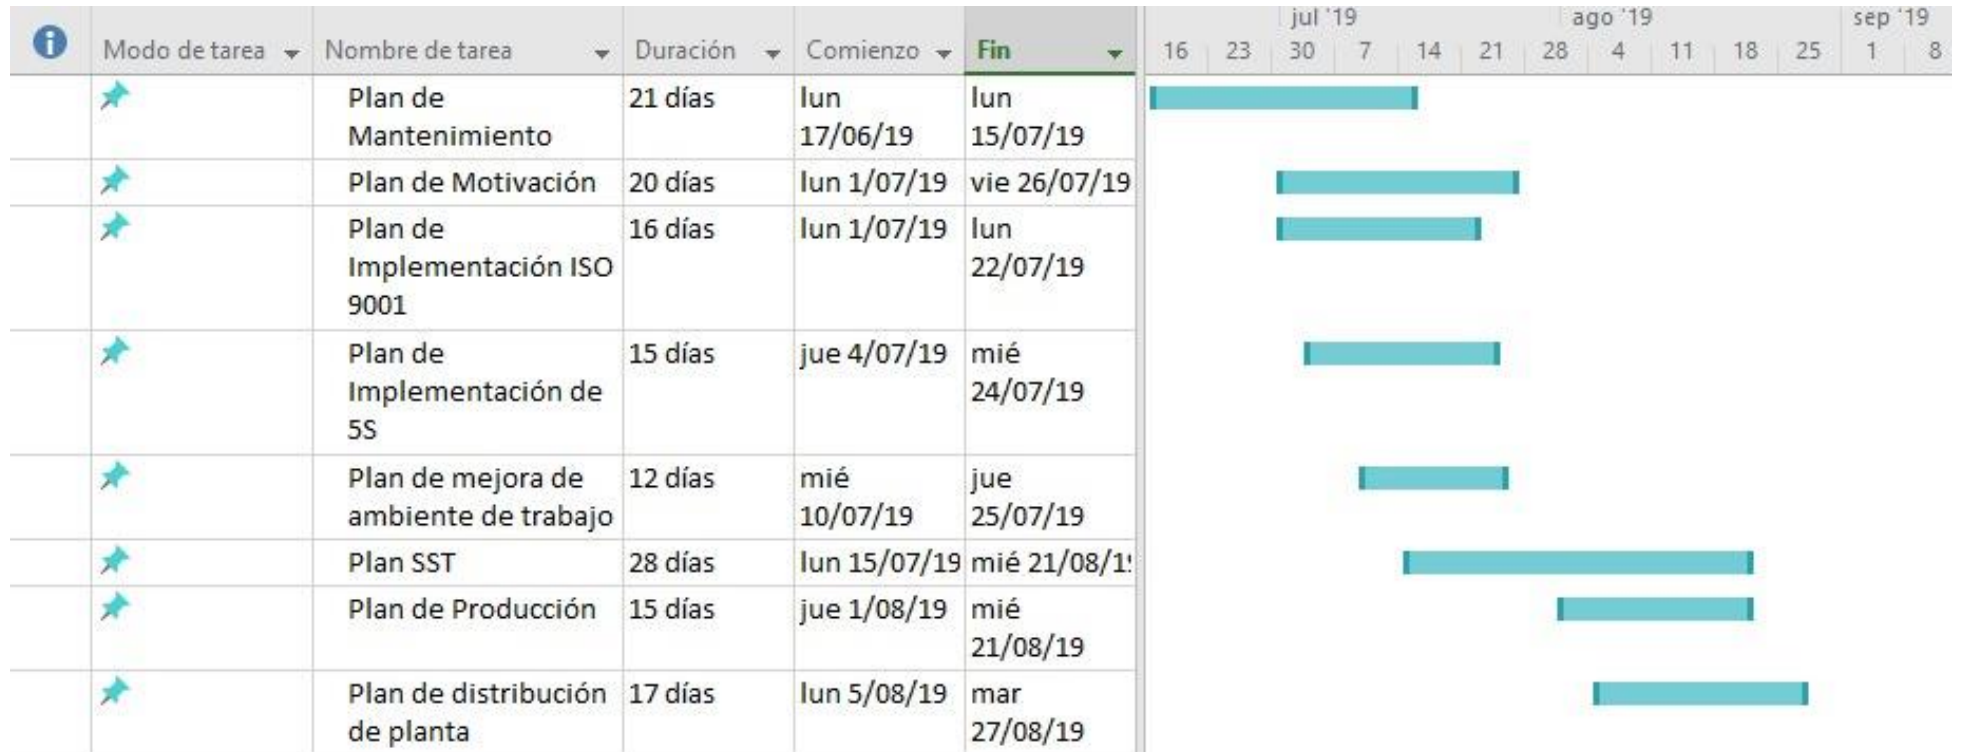 jul '19 ago '19 sep '19
Modo de tarea Nombre de tarea Duración Comienzo Fin 16 23 30 7 14 21 28 4 11 18 25 1 8
Plan de 21 días lun lun
Mantenimiento 17/06/19 15/07/19
Plan de Motivación 20 días lun 1/07/19 vie 26/07/19
Plan de 16 días lun 1/07/19 lun
Implementación ISO 22/07/19
9001
Plan de 15 días jue 4/07/19 mié
Implementación de 24/07/19
5S
Plan de mejora de 12 días mié jue
ambiente de trabajo 10/07/19 25/07/19
Plan SST 28 días lun 15/07/19 mié 21/08/1
Plan de Producción 15 días jue 1/08/19 mié
21/08/19
Plan de distribución 17 días lun 5/08/19 mar
de planta 27/08/19